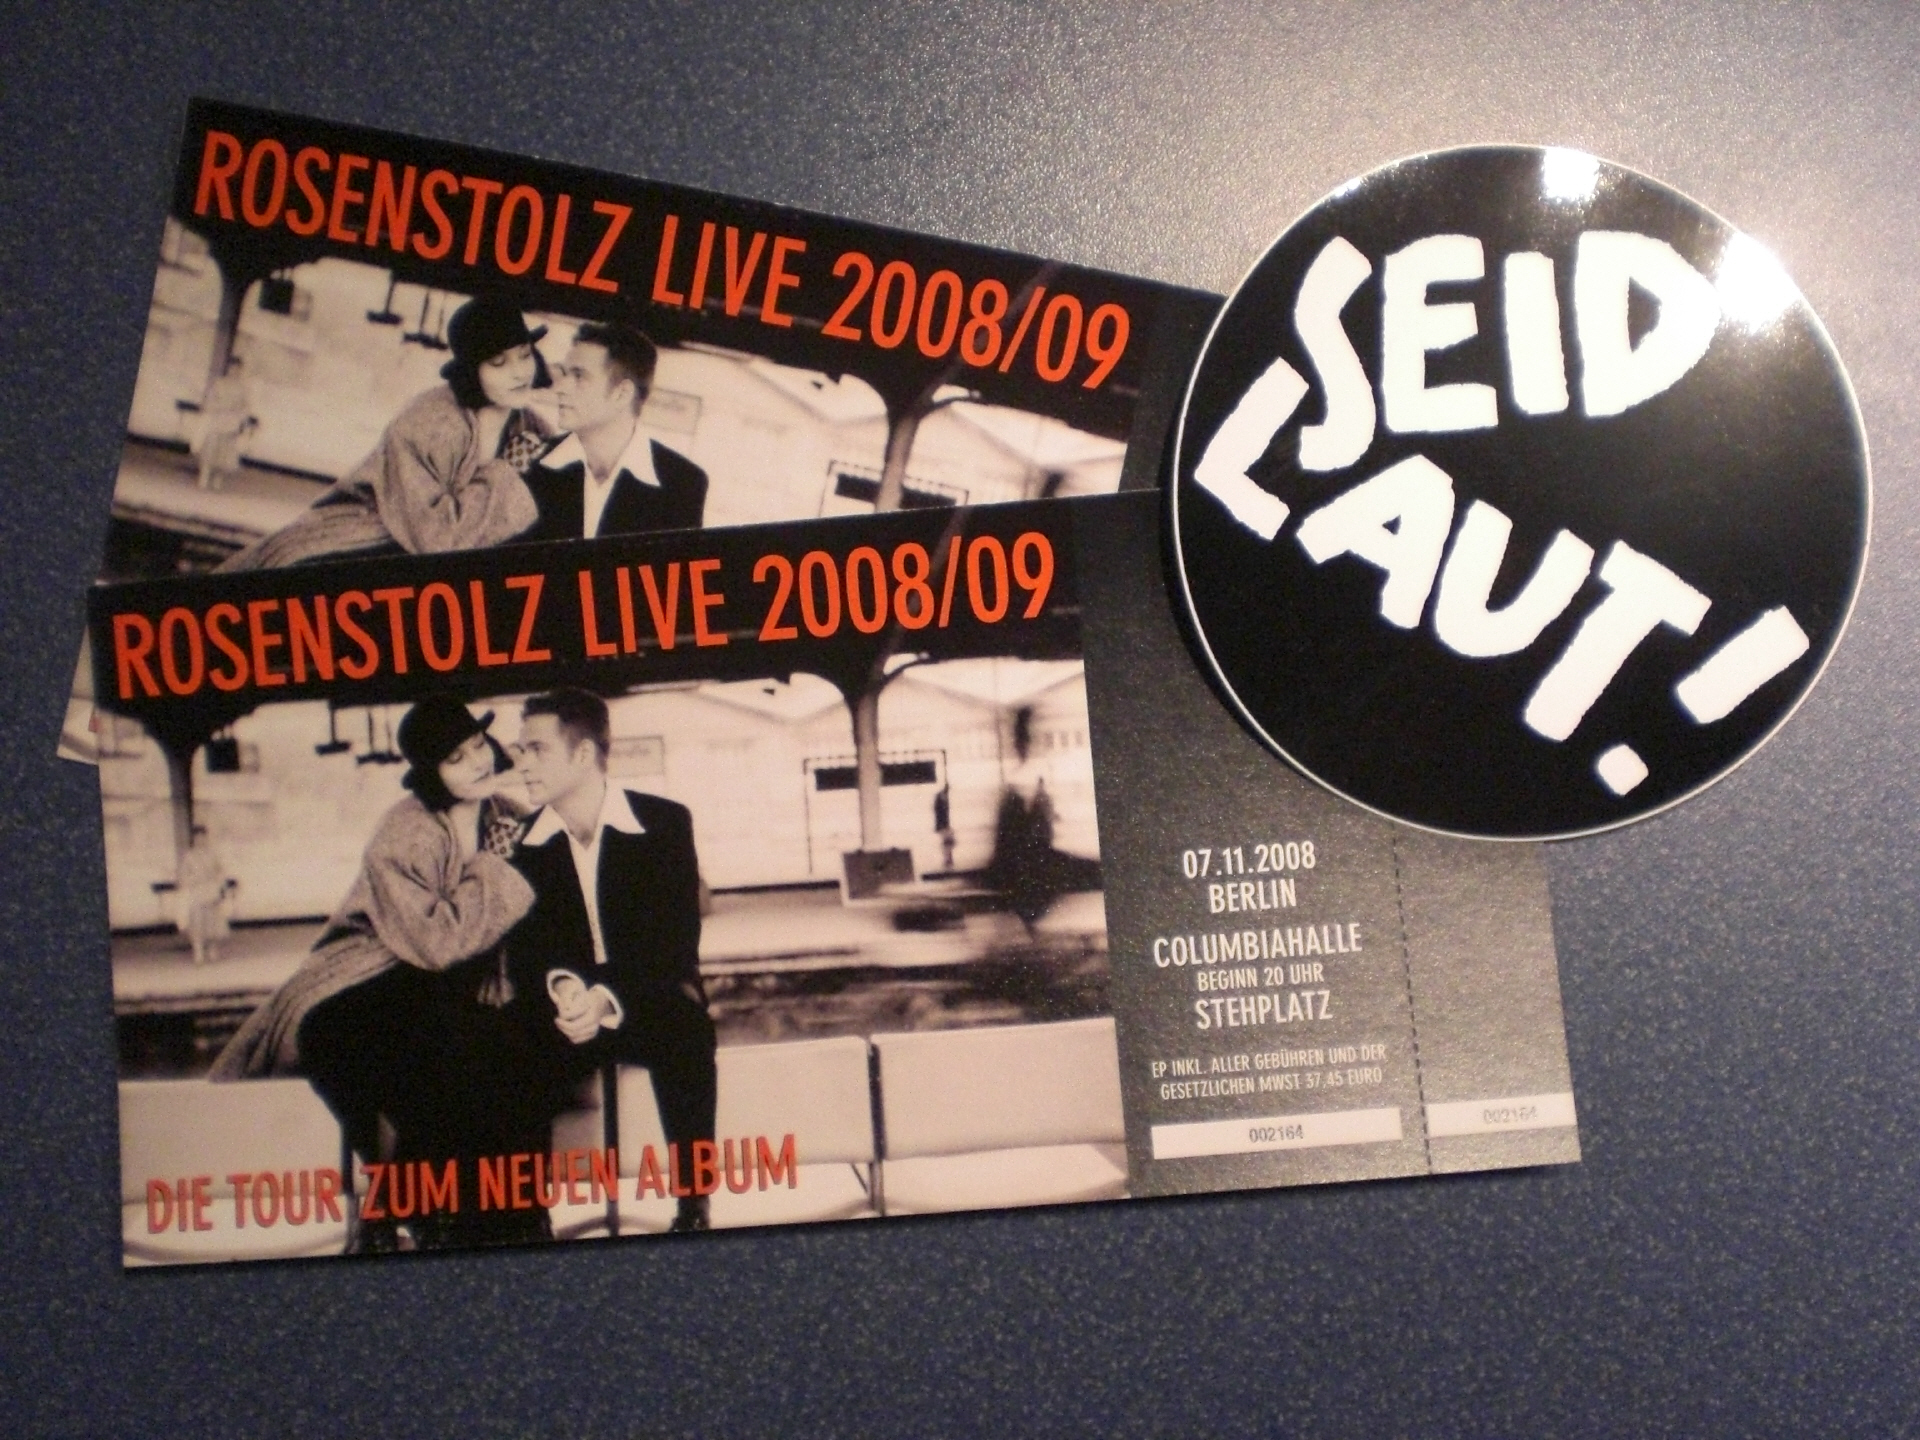 ROSENSTOLZ LIVE 2008/09
ROSENSTOLZ LIVE 2008/09
DIE TOUR ZUM NEUEN ALBUM
07.11.2008
BERLIN
COLUMBIAHALLE
BEGINN 20 UHR
STEHPLATZ
EP INKL. ALLER GEBÜHREN UND DER
GESETZLICHEN MWST 37,45 EURO
002164
002164
SEID
LAUT!